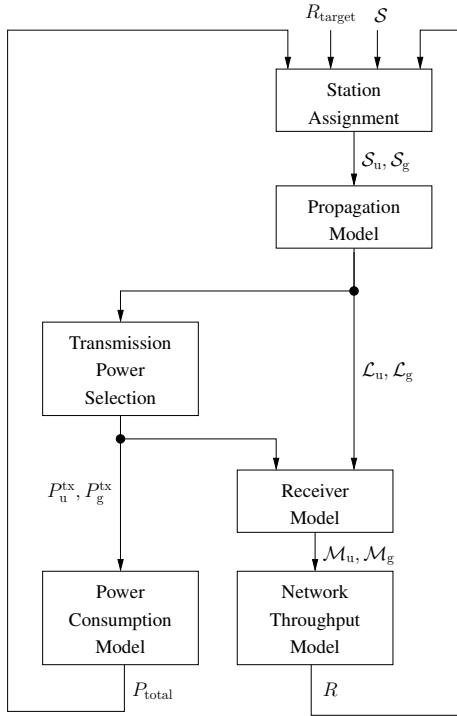 R_target
𝒮
Station
Assignment
𝒮_u, 𝒮_g
Propagation
Model
Transmission
Power
Selection
ℒ_u, ℒ_g
P_u^tx, P_g^tx
Receiver
Model
ℳ_u, ℳ_g
Power
Consumption
Model
Network
Throughput
Model
P_total
R